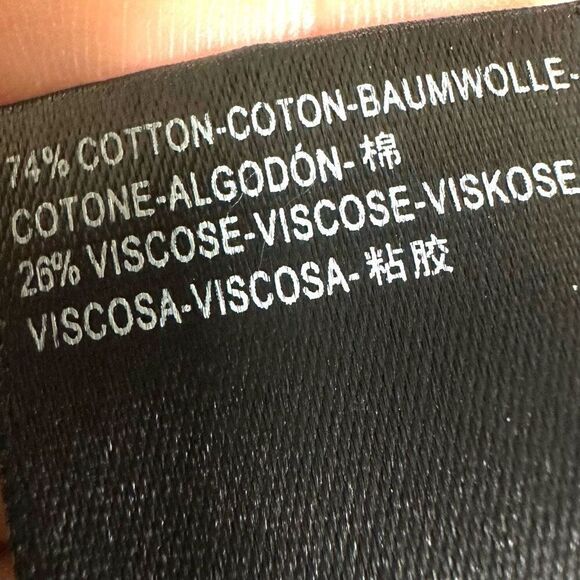 74% COTTON-COTON-BAUMWOLLE-
COTONE-ALGODÓN-棉
26% VISCOSE-VISCOSE-VISKOSE
VISCOSA-VISCOSA-粘胶